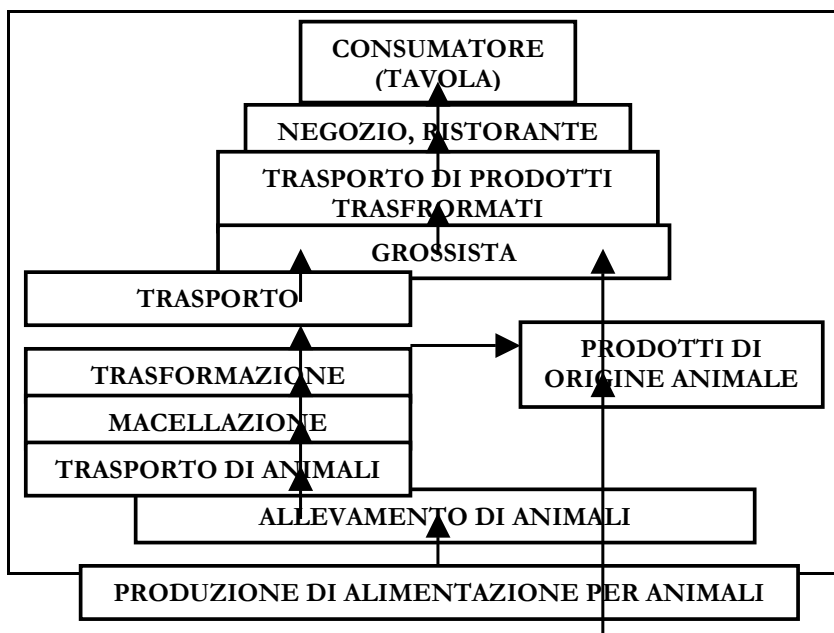 CONSUMATORE
(TAVOLA)
NEGOZIO, RISTORANTE
TRASPORTO DI PRODOTTI
TRASFRORMATI
GROSSISTA
TRASPORTO
PRODOTTI DI
ORIGINE ANIMALE
TRASFORMAZIONE
MACELLAZIONE
TRASPORTO DI ANIMALI
ALLEVAMENTO DI ANIMALI
PRODUZIONE DI ALIMENTAZIONE PER ANIMALI